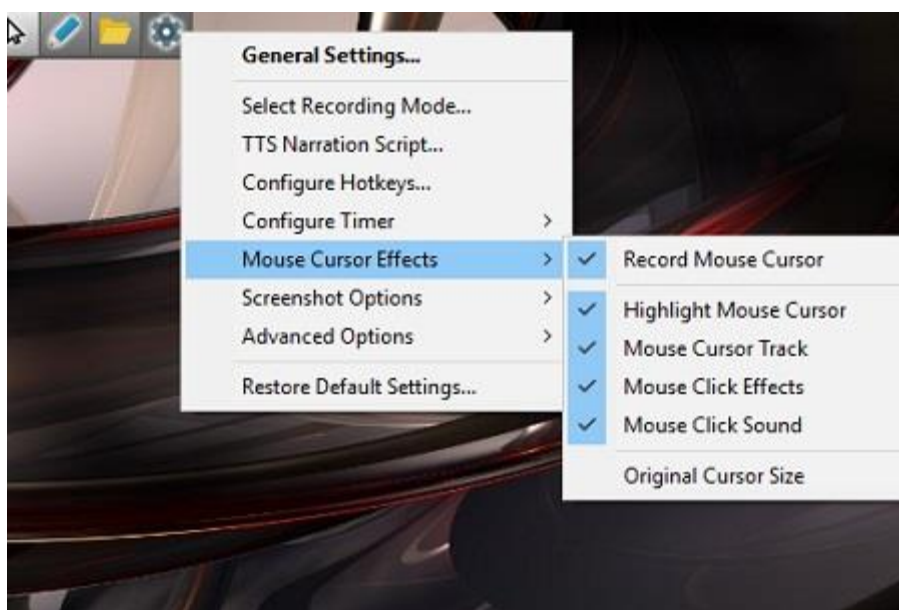 General Settings...
Select Recording Mode...
TTS Narration Script...
Configure Hotkeys...
Configure Timer
Mouse Cursor Effects
Screenshot Options
Advanced Options
Restore Default Settings...
Record Mouse Cursor
Highlight Mouse Cursor
Mouse Cursor Track
Mouse Click Effects
Mouse Click Sound
Original Cursor Size